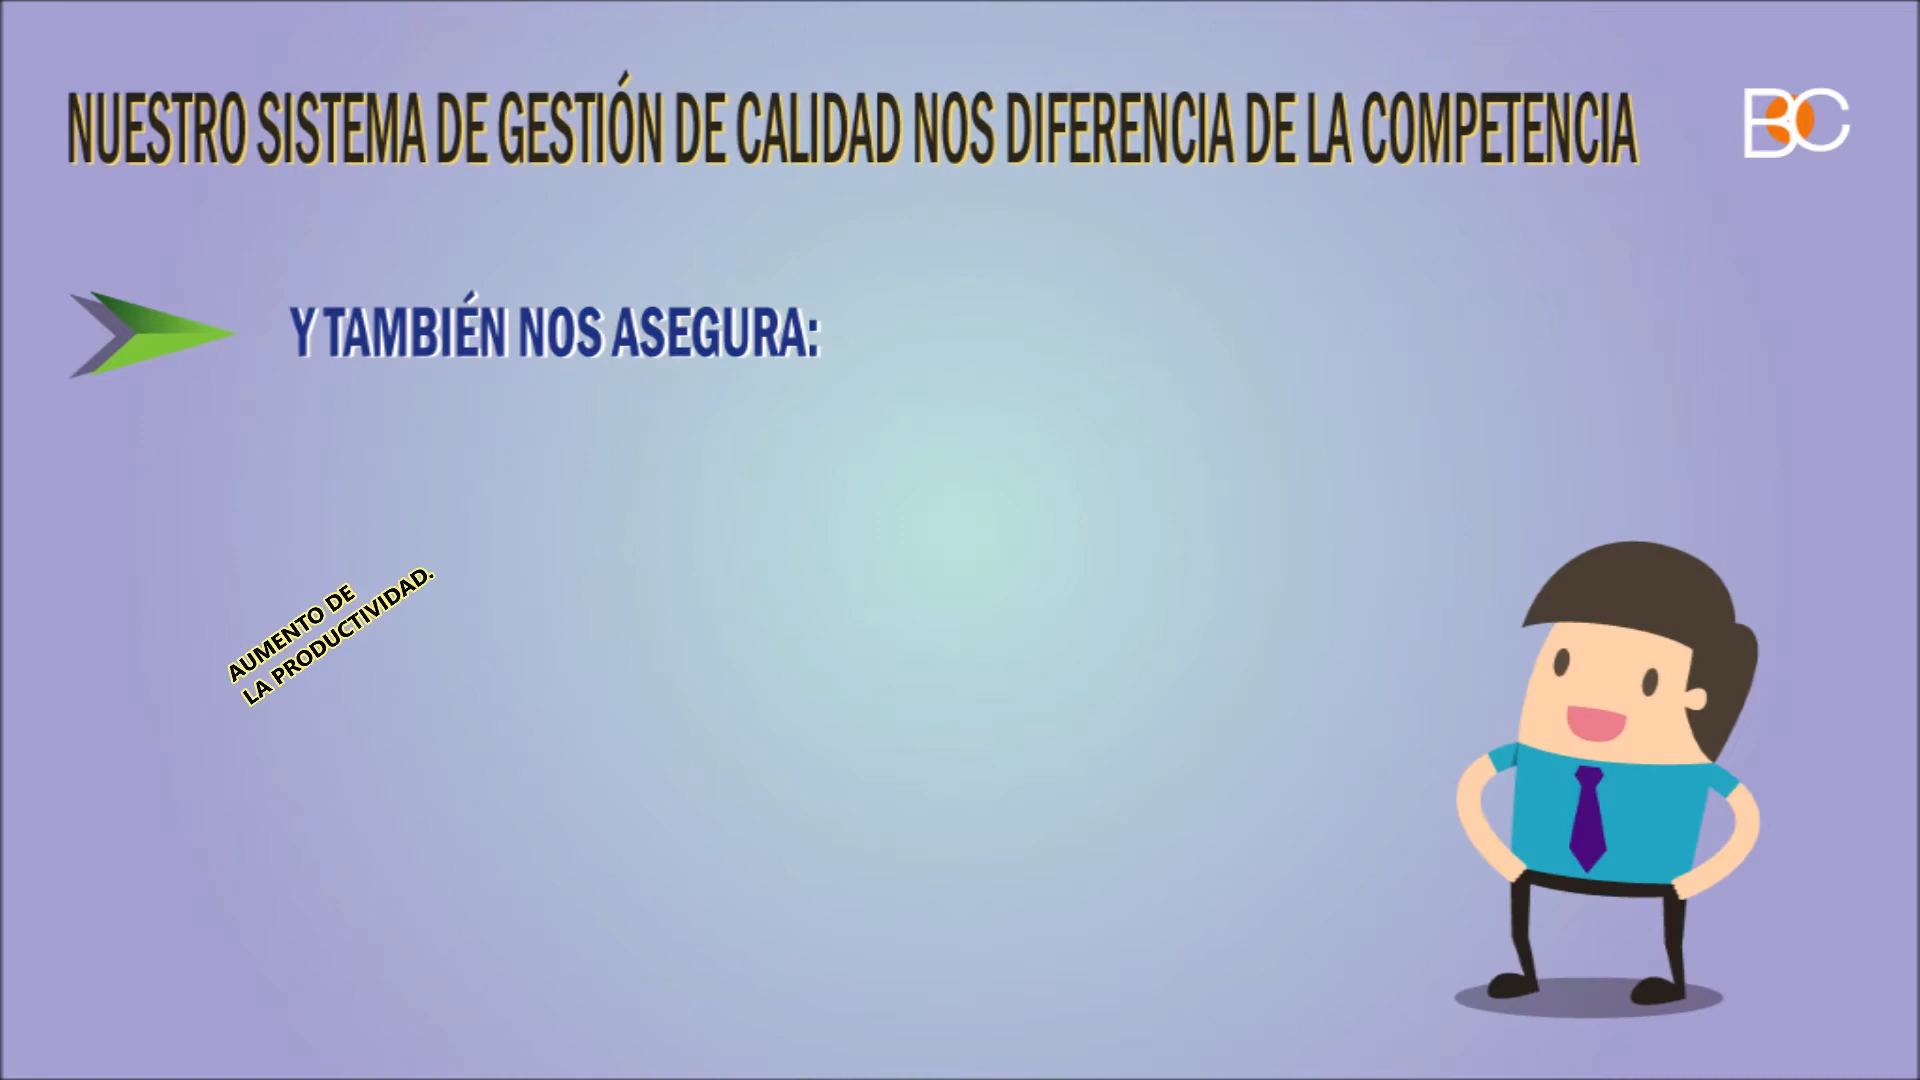 NUESTRO SISTEMA DE GESTIÓN DE CALIDAD NOS DIFERENCIA DE LA COMPETENCIA
BC
Y TAMBIÉN NOS ASEGURA:
AUMENTO DE
LA PRODUCTIVIDAD.